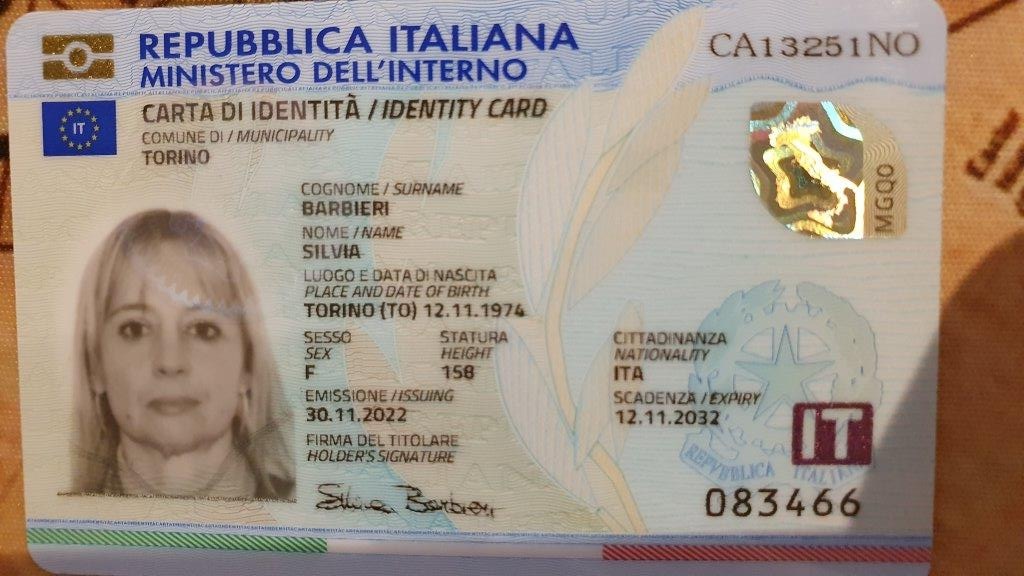 REPUBBLICA ITALIANA
MINISTERO DELL'INTERNO
CA13251NO
IT
CARTA DI IDENTITÀ / IDENTITY CARD
COMUNE DI / MUNICIPALITY
TORINO
MGQO
COGNOME / SURNAME
BARBIERI
NOME / NAME
SILVIA
LUOGO E DATA DI NASCITA
PLACE AND DATE OF BIRTH
TORINO (TO) 12.11.1974
SESSO
SEX
F
STATURA
HEIGHT
158
CITTADINANZA
NATIONALITY
ITA
EMISSIONE / ISSUING
30.11.2022
SCADENZA / EXPIRY
12.11.2032
FIRMA DEL TITOLARE
HOLDER'S SIGNATURE
Silvia Barbieri
IT
REPVBBLICA ITALIANA
083466